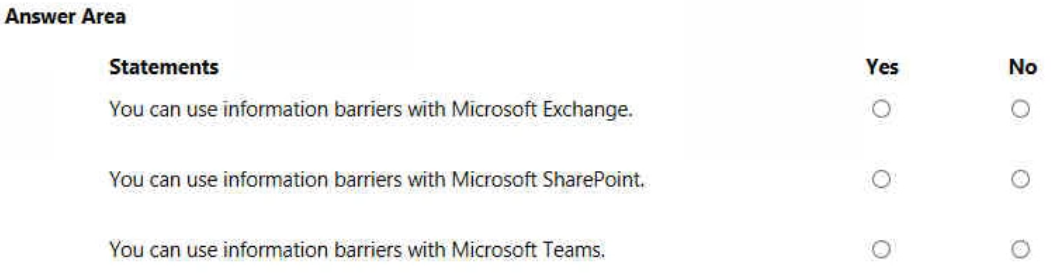 Answer Area
Statements Yes No
You can use information barriers with Microsoft Exchange.
You can use information barriers with Microsoft SharePoint.
You can use information barriers with Microsoft Teams.